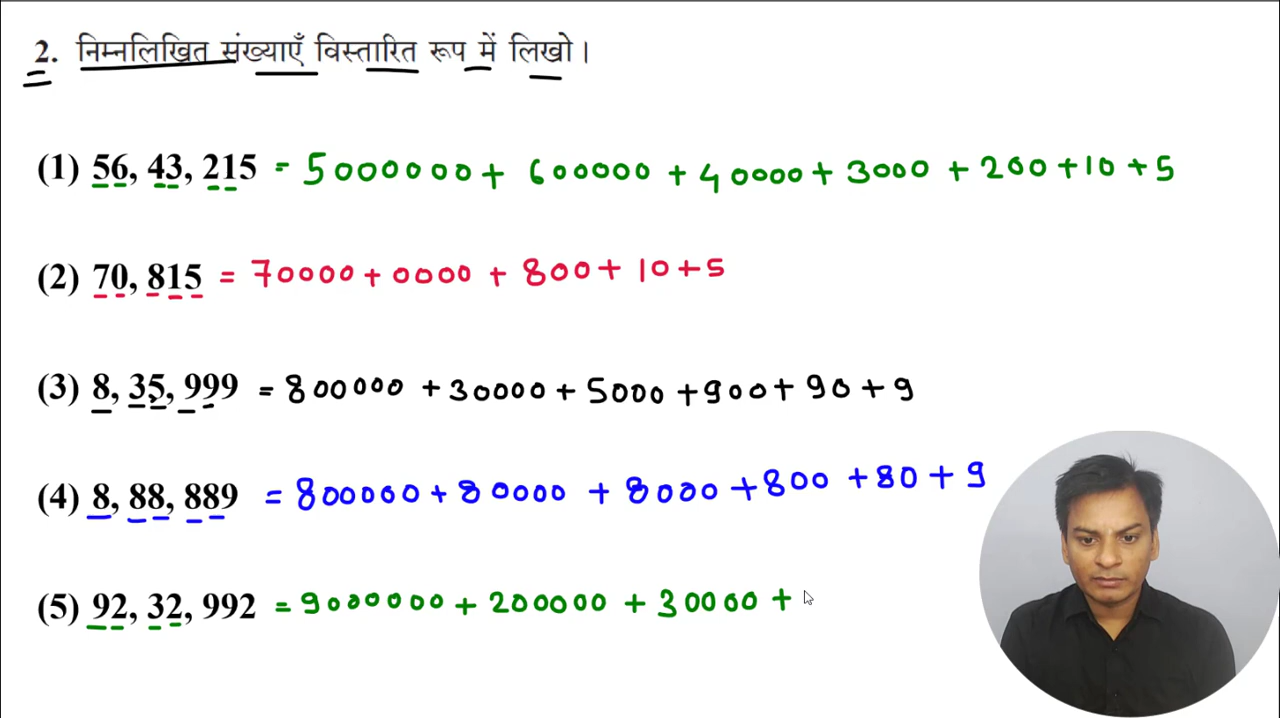 2. निम्नलिखित संख्याएँ विस्तारित रूप में लिखो।
(1) 56, 43, 215 = 5000000 + 600000 + 40000 + 3000 + 200 + 10 + 5
(2) 70, 815 = 70000 + 0000 + 800 + 10 + 5
(3) 8, 35, 999 = 800000 + 30000 + 5000 + 900 + 90 + 9
(4) 8, 88, 889 = 800000 + 80000 + 8000 + 800 + 80 + 9
(5) 92, 32, 992 = 9000000 + 200000 + 30000 +